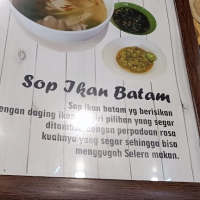 Sop Ikan Batam
Sop ikan batam yg berisikan
dengan daging ikan
pilihan yang segar
ditambah dengan perpaduan rasa
kuahnya yang segar sehingga bisa
menggugah Selera makan.